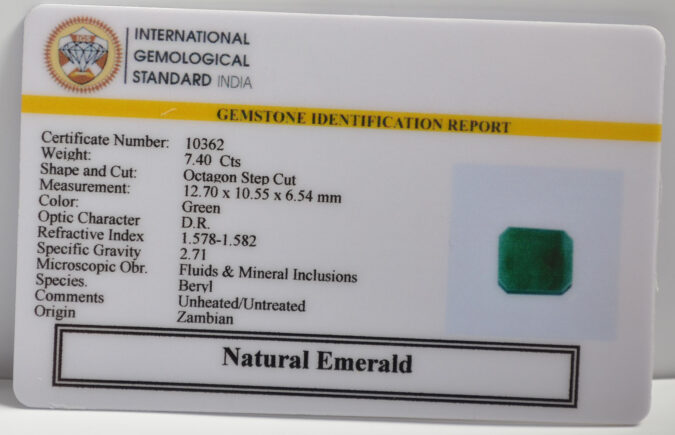 IGS
INTERNATIONAL
GEMOLOGICAL
STANDARD INDIA
GEMSTONE IDENTIFICATION REPORT
Certificate Number: 10362
Weight: 7.40 Cts
Shape and Cut: Octagon Step Cut
Measurement: 12.70 x 10.55 x 6.54 mm
Color: Green
Optic Character D.R.
Refractive Index 1.578-1.582
Specific Gravity 2.71
Microscopic Obr. Fluids & Mineral Inclusions
Species. Beryl
Comments Unheated/Untreated
Origin Zambian
Natural Emerald